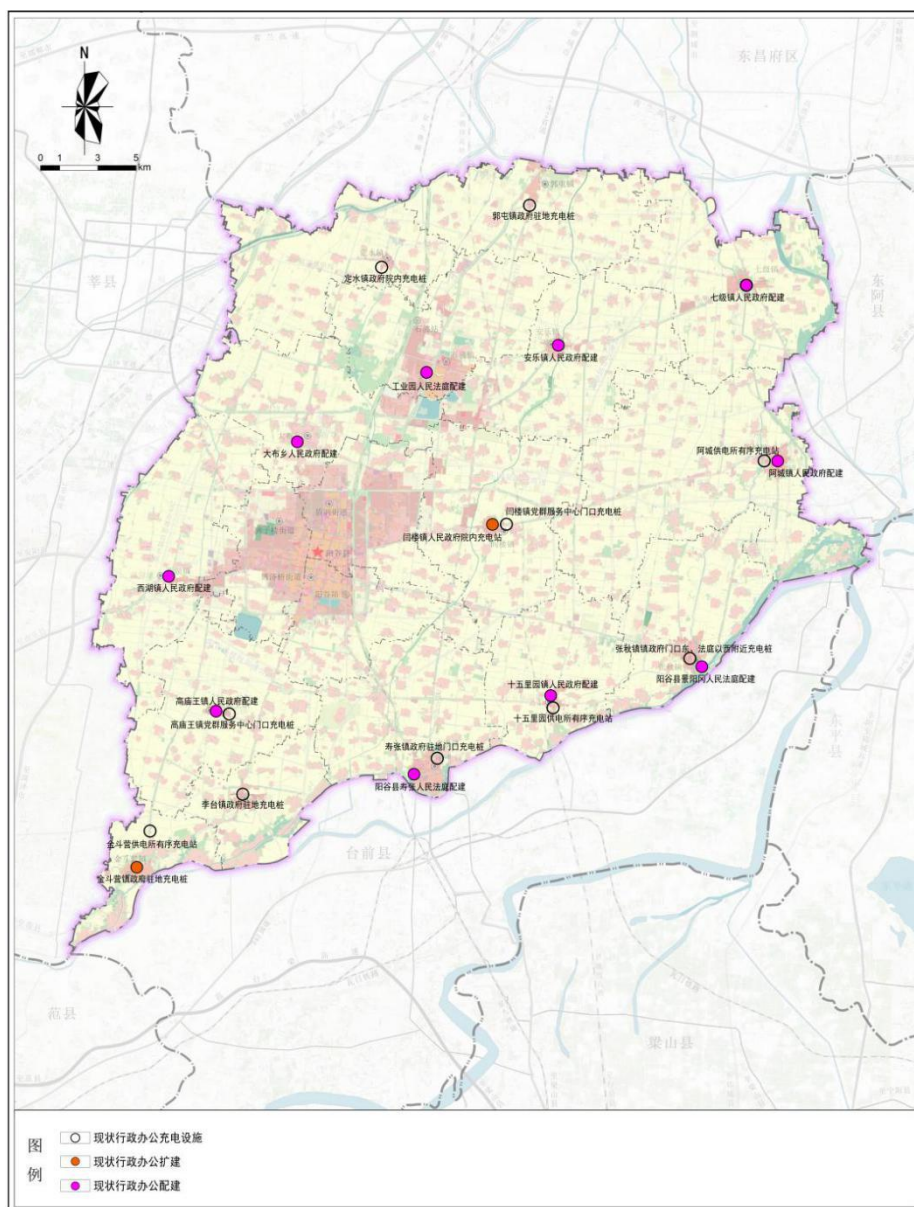 N
0 1 3 5
km
东昌府区
莘县
东阿县
郭屯镇政府驻地充电桩
定水镇政府院内充电桩
七级镇
七级镇人民政府配建
安乐镇人民政府配建
工业园人民法庭配建
大布乡人民政府配建
阿城供电所有序充电站
阿城镇人民政府配建
闫楼镇党群服务中心门口充电桩
闫楼镇人民政府院内充电站
西湖镇人民政府配建
张秋镇镇政府门口东、法庭以西附近充电桩
阳谷县景阳冈人民法庭配建
十五里园镇人民政府配建
十五里园供电所有序充电站
高庙王镇人民政府配建
高庙王镇党群服务中心门口充电桩
寿张镇政府驻地门口充电桩
阳谷县寿张人民法庭配建
李台镇政府驻地充电桩
金斗营供电所有序充电站
金斗营镇政府驻地充电桩
东平县
台前县
范县
梁山县
图例
现状行政办公充电设施
现状行政办公扩建
现状行政办公配建